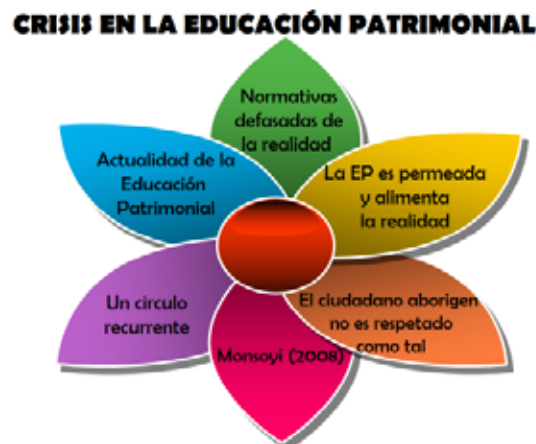 CRISIS EN LA EDUCACIÓN PATRIMONIAL
Normativas
defasadas de
la realidad
La EP es permeada
y alimenta
la realidad
El ciudadano aborigen
no es respetado
como tal
Monsoyi (2008)
Un circulo
recurrente
Actualidad de la
Educación
Patrimonial